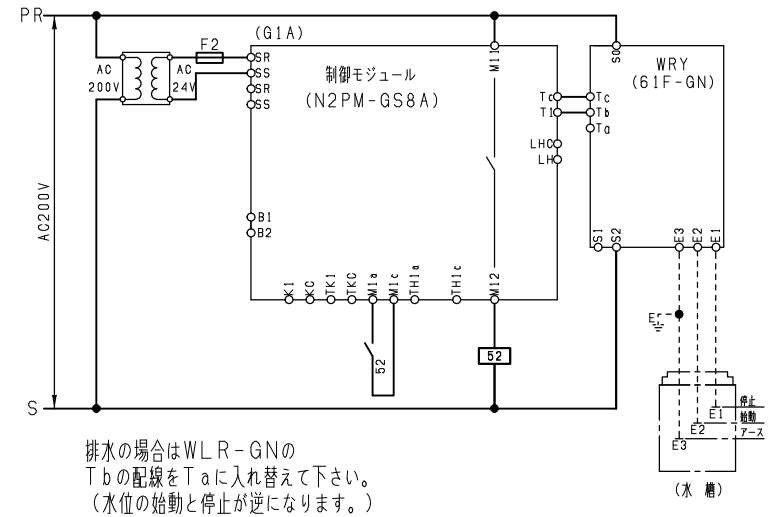 PR
(G1A)
F2
AC 200V
AC 24V
SR
SS
SR
SS
制御モジュール
(N2PM-GS8A)
M11
Tc
T1
LHC
LH
S0
WRY
(61F-GN)
Tc
Tb
Ta
AC200V
B1
B2
S1
S2
E3
E2
E1
K1
KC
TK1
TKC
M1a
M1c
TH1a
TH1c
M12
E
52
52
S
停止
E1
始動
E2
アース
E3
(水 槽)
排水の場合はWLR-GNの
Tbの配線をTaに入れ替えて下さい。
(水位の始動と停止が逆になります。)